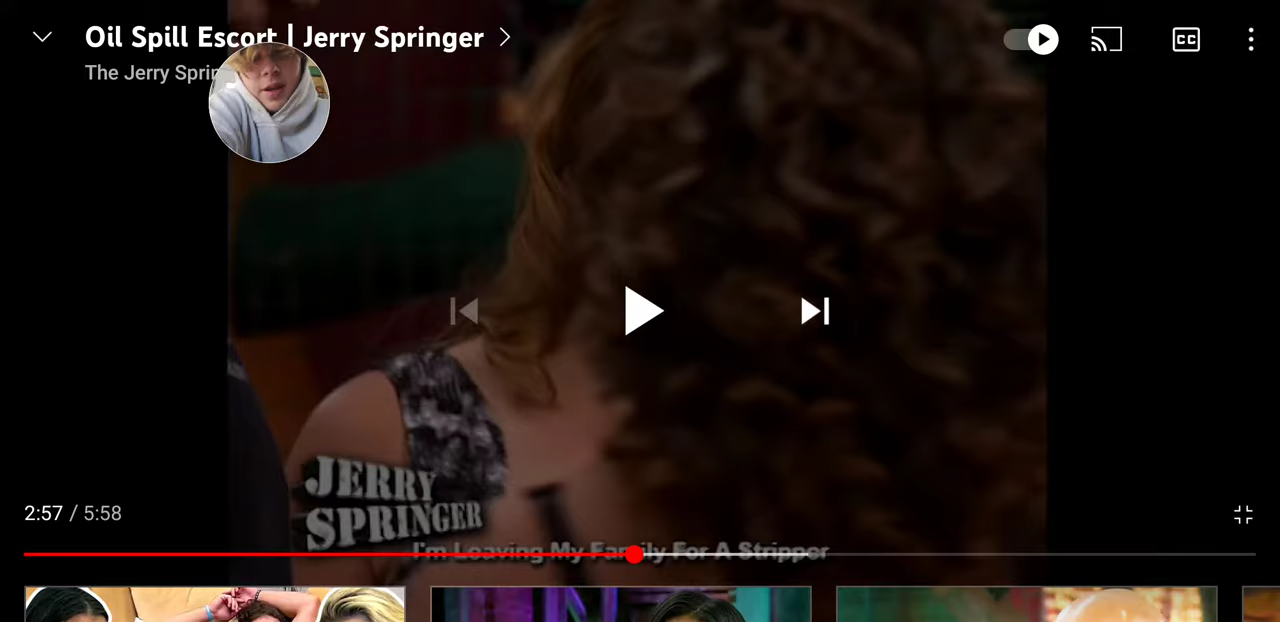 Oil Spill Escort | Jerry Springer
The Jerry Sprin
CC
JERRY
SPRINGER
2:57 / 5:58
I'm Leaving My Family For A Stripper